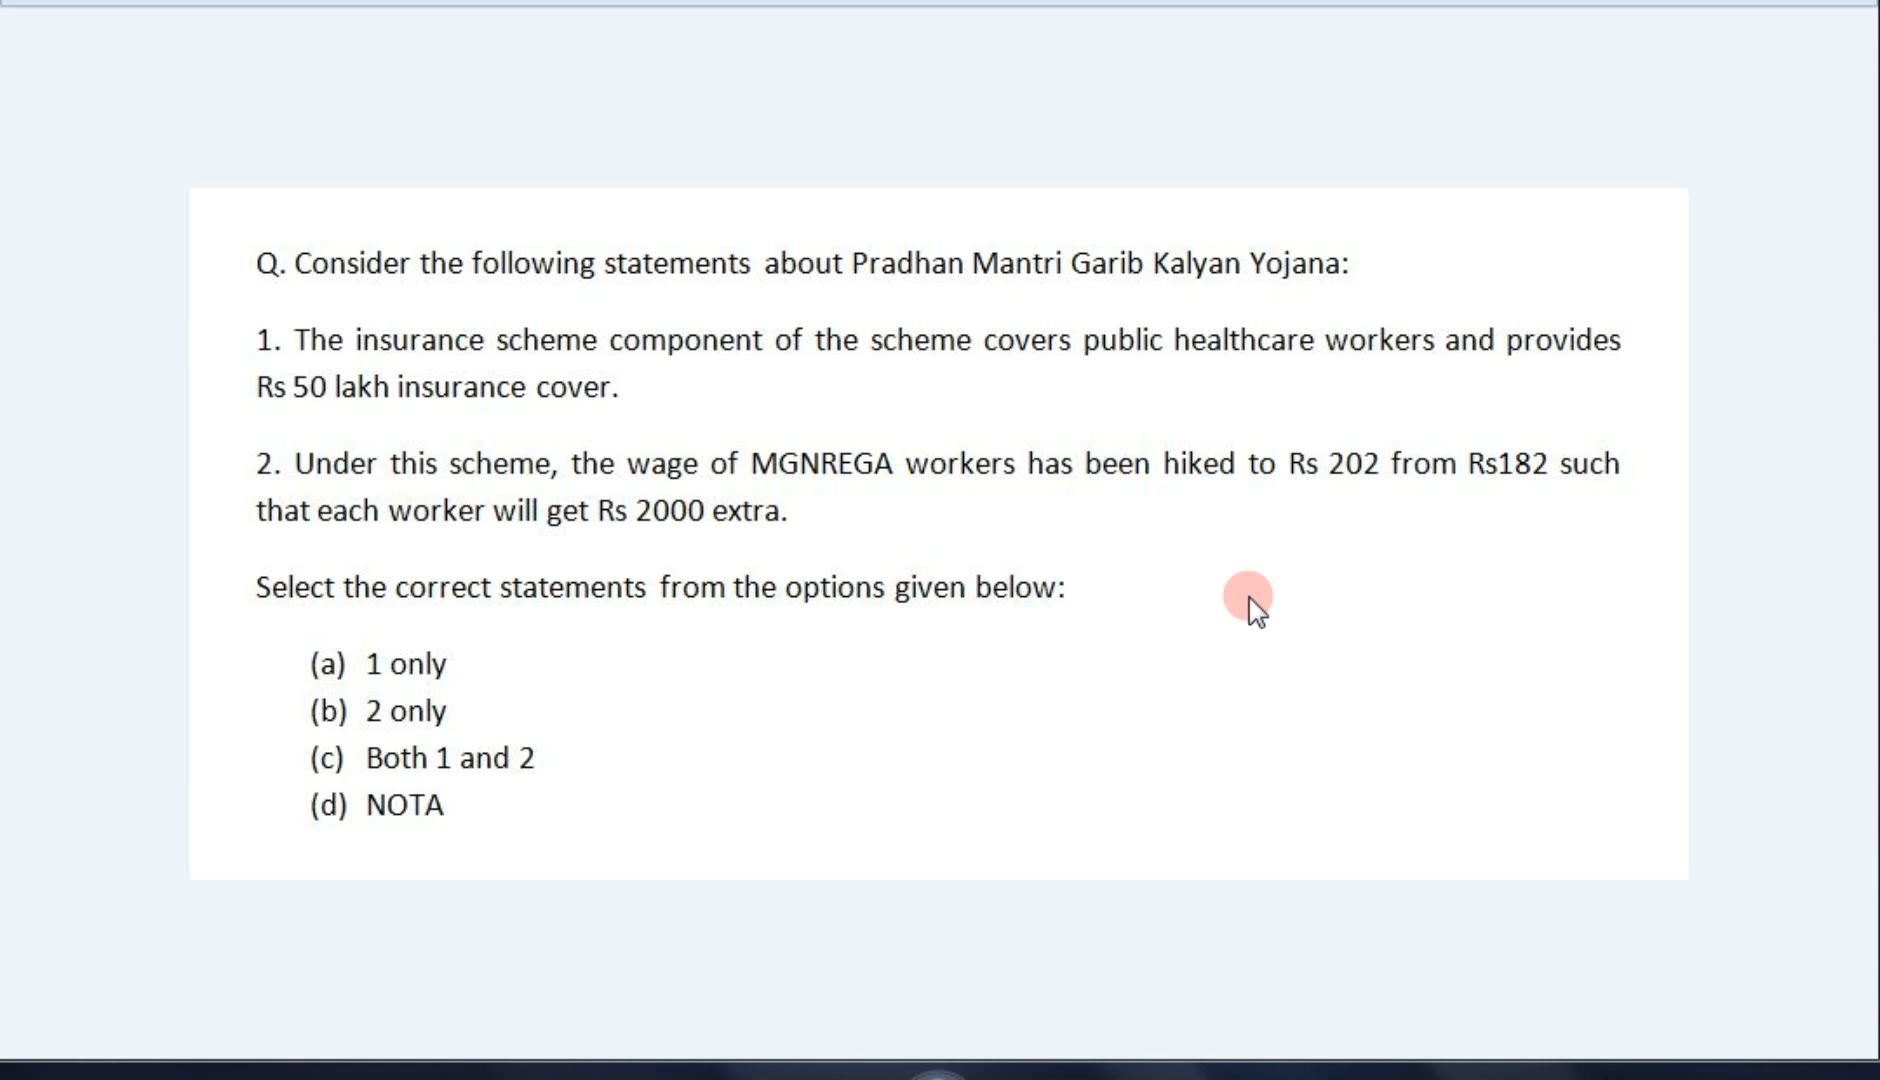 Q. Consider the following statements about Pradhan Mantri Garib Kalyan Yojana:
1. The insurance scheme component of the scheme covers public healthcare workers and provides
Rs 50 lakh insurance cover.
2. Under this scheme, the wage of MGNREGA workers has been hiked to Rs 202 from Rs182 such
that each worker will get Rs 2000 extra.
Select the correct statements from the options given below:
(a) 1 only
(b) 2 only
(c) Both 1 and 2
(d) NOTA